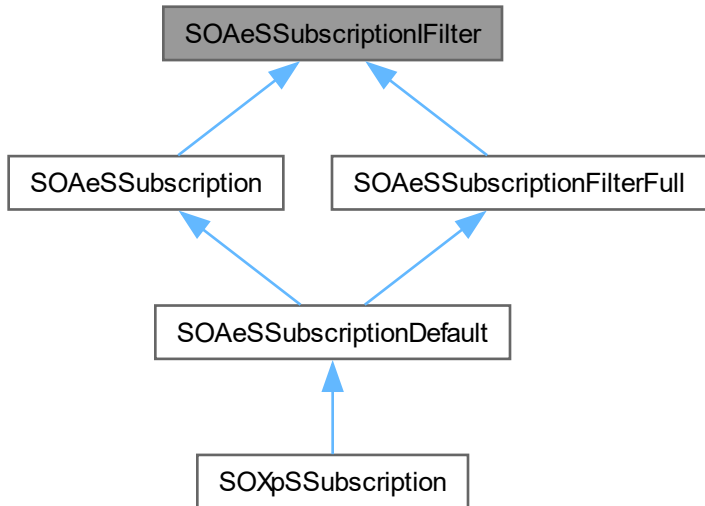 SOAeSSubscriptionIFilter
SOAeSSubscription
SOAeSSubscriptionFilterFull
SOAeSSubscriptionDefault
SOXpSSubscription